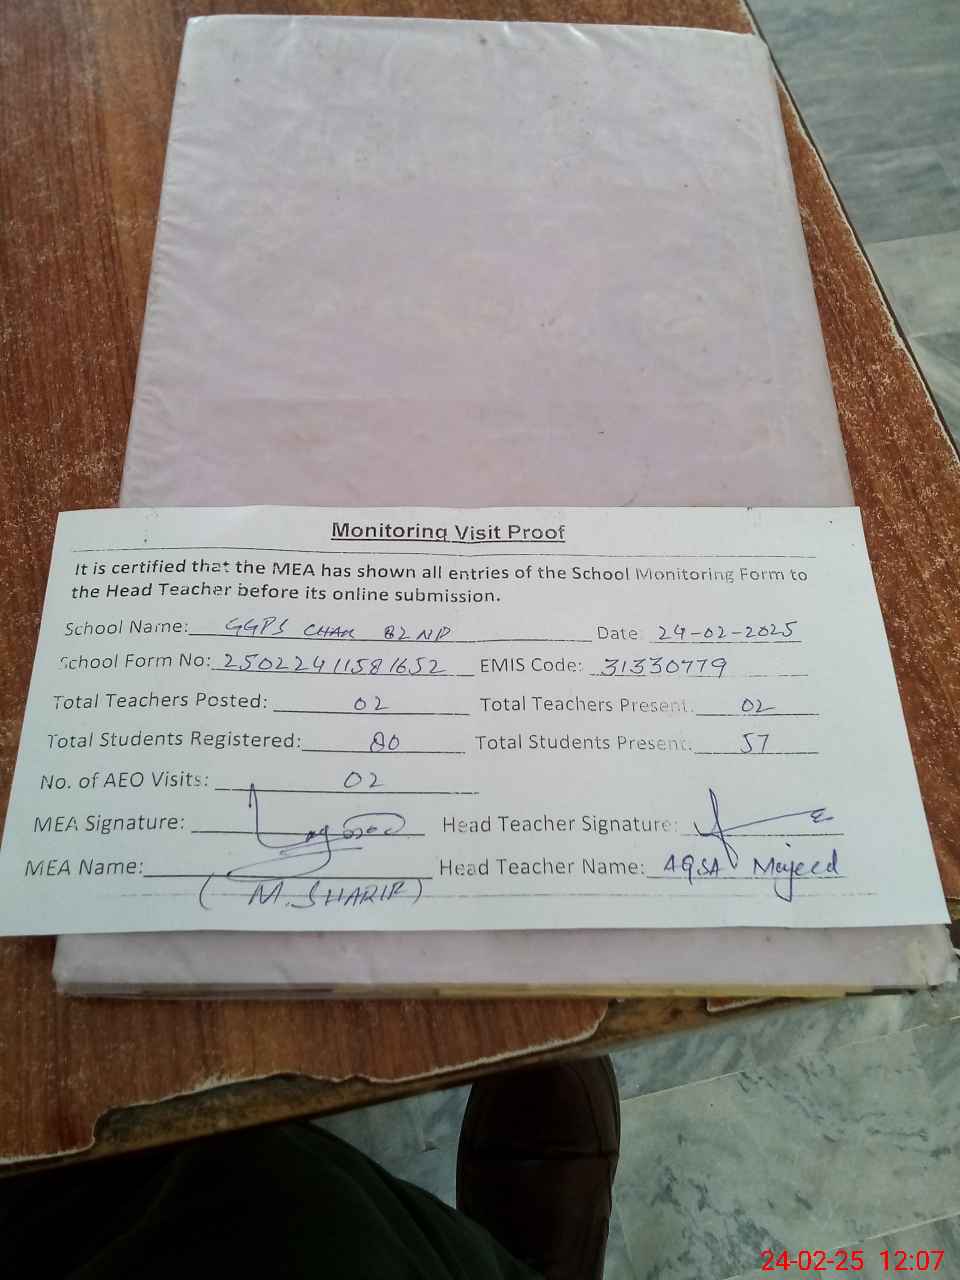 Monitoring Visit Proof
It is certified that the MEA has shown all entries of the School Monitoring Form to
the Head Teacher before its online submission.
School Name: GGPS CHAK 82 NP Date: 24-02-2025
School Form No: 25022411581652 EMIS Code: 31330779
Total Teachers Posted: 02 Total Teachers Present: 02
Total Students Registered: 80 Total Students Present: 57
No. of AEO Visits: 02
MEA Signature: Head Teacher Signature:
MEA Name: Head Teacher Name: AQSA Majeed
(M. SHARIF)
24-02-25 12:07